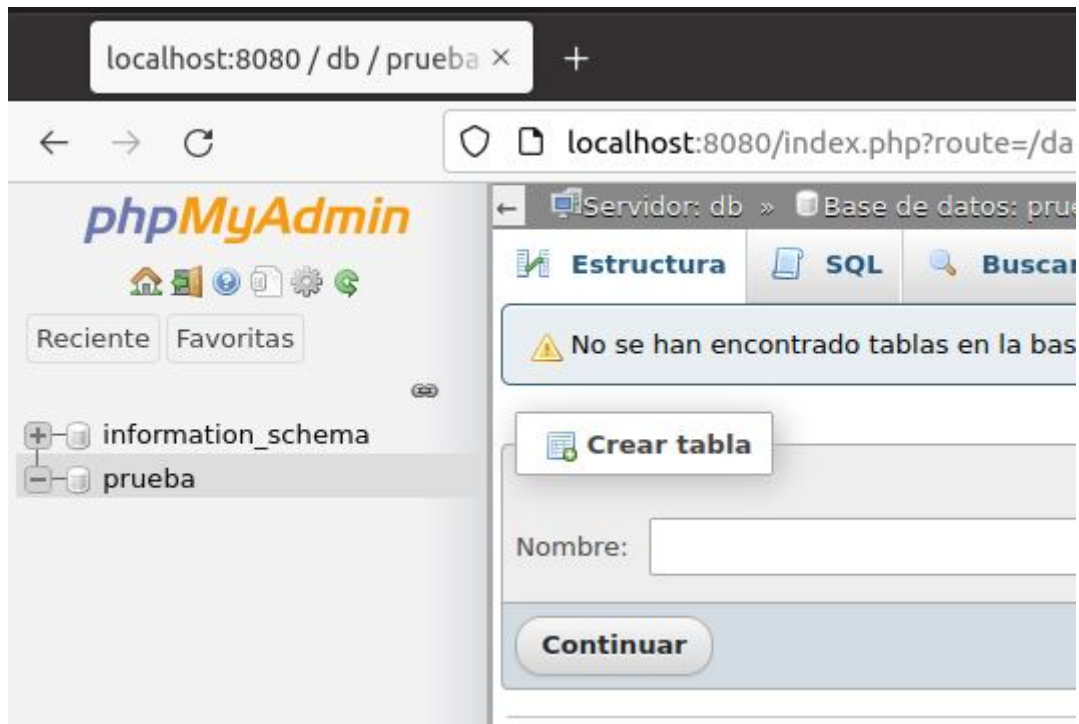 localhost:8080 / db / prueba
localhost:8080/index.php?route=/da
phpMyAdmin
Servidor: db » Base de datos: prue
Estructura SQL Buscar
Reciente Favoritas
No se han encontrado tablas en la bas
information_schema
prueba
Crear tabla
Nombre:
Continuar